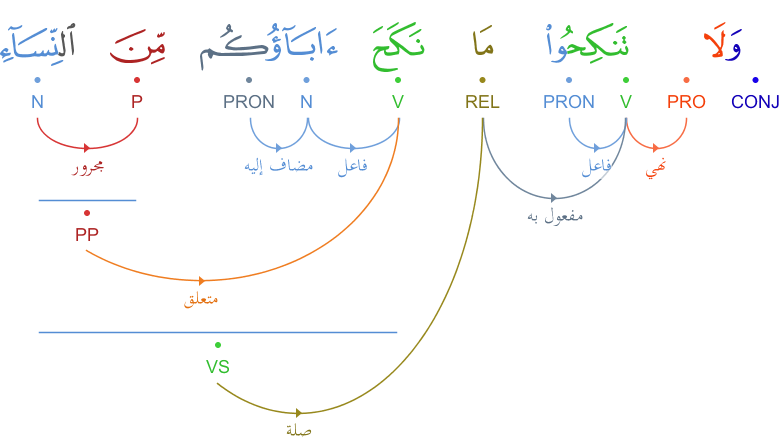 وَلَا تَنكِحُوا۟ مَا نَكَحَ ءَابَآؤُكُم مِّنَ ٱلنِّسَآءِ
CONJ PRO V PRON REL V N PRON P N
نهي فاعل فاعل مضاف إليه مجرور
مفعول به
PP
متعلق
VS
صلة